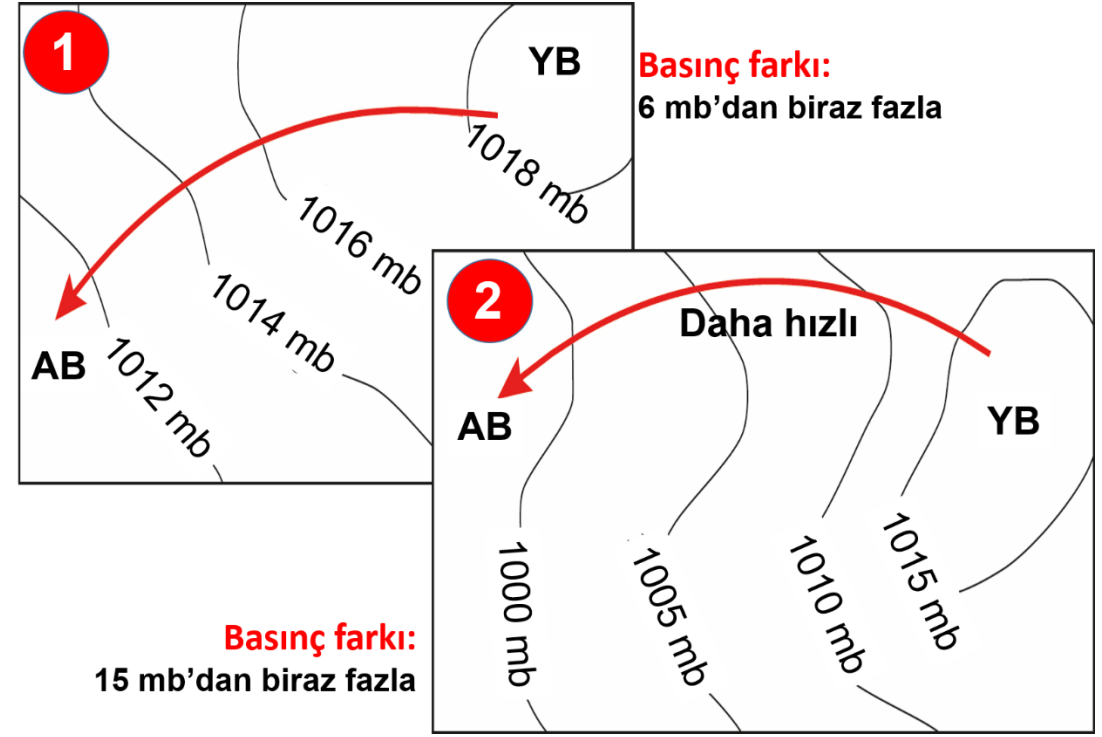 1
YB
Basınç farkı:
6 mb’dan biraz fazla
1018 mb
1016 mb
1014 mb
1012 mb
AB
2
Daha hızlı
AB
YB
1000 mb
1005 mb
1010 mb
1015 mb
Basınç farkı:
15 mb’dan biraz fazla